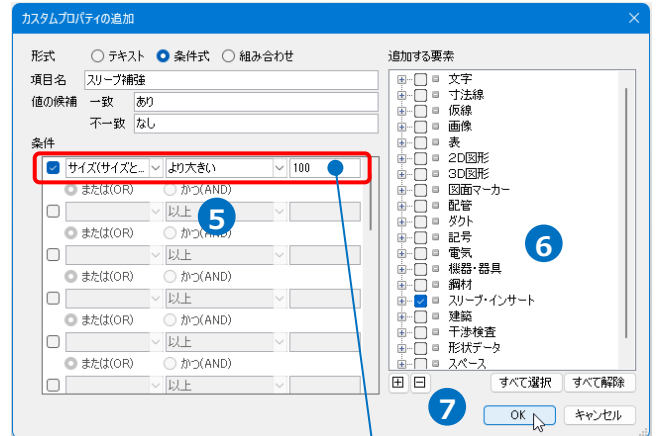 カスタムプロパティの追加
形式 テキスト 条件式 組み合わせ
項目名 スリーブ補強
値の候補 一致 あり
不一致 なし
条件
サイズ(サイズと... より大きい 100
または(OR) かつ(AND)
以上
5
または(OR) かつ(AND)
以上
または(OR) かつ(AND)
以上
または(OR) かつ(AND)
以上
または(OR) かつ(AND)
以上
追加する要素
文字
寸法線
仮線
画像
表
2D図形
3D図形
図面マーカー
配管
ダクト
記号
電気
機器・器具
鋼材
スリーブ・インサート
建築
干渉検査
形状データ
スペース
6
すべて選択 すべて解除
7
OK キャンセル